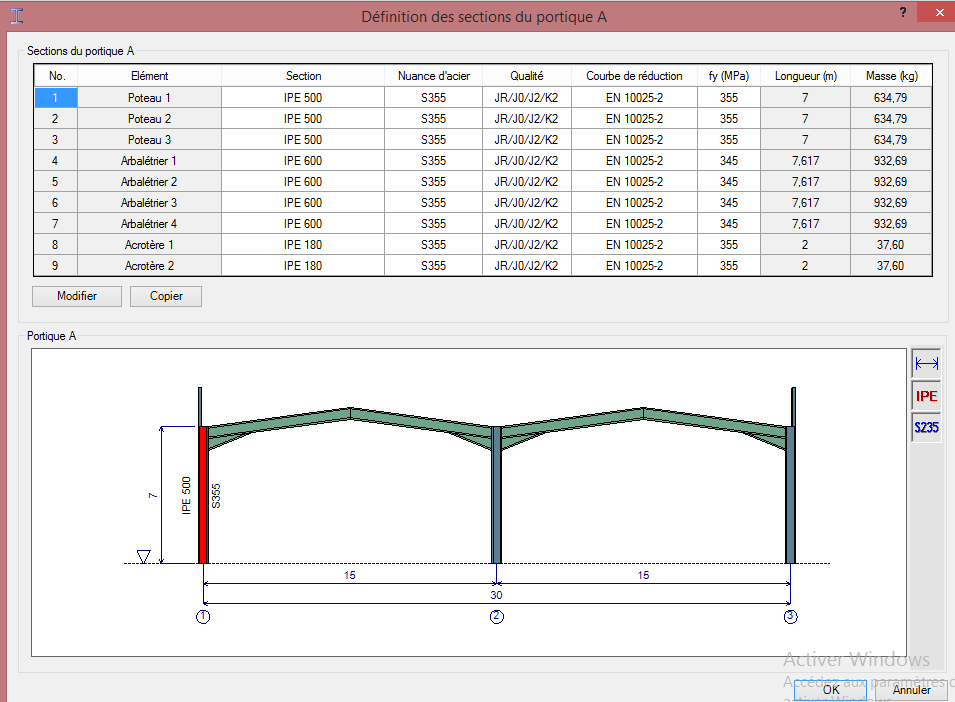 Définition des sections du portique A
? ×
Sections du portique A
No. Elément Section Nuance d'acier Qualité Courbe de réduction fy (MPa) Longueur (m) Masse (kg)
1 Poteau 1 IPE 500 S355 JR/J0/J2/K2 EN 10025-2 355 7 634,79
2 Poteau 2 IPE 500 S355 JR/J0/J2/K2 EN 10025-2 355 7 634,79
3 Poteau 3 IPE 500 S355 JR/J0/J2/K2 EN 10025-2 355 7 634,79
4 Arbalétrier 1 IPE 600 S355 JR/J0/J2/K2 EN 10025-2 345 7,617 932,69
5 Arbalétrier 2 IPE 600 S355 JR/J0/J2/K2 EN 10025-2 345 7,617 932,69
6 Arbalétrier 3 IPE 600 S355 JR/J0/J2/K2 EN 10025-2 345 7,617 932,69
7 Arbalétrier 4 IPE 600 S355 JR/J0/J2/K2 EN 10025-2 345 7,617 932,69
8 Acrotère 1 IPE 180 S355 JR/J0/J2/K2 EN 10025-2 355 2 37,60
9 Acrotère 2 IPE 180 S355 JR/J0/J2/K2 EN 10025-2 355 2 37,60
Modifier Copier
Portique A
IPE
S235
7
IPE 500
S355
15 15
30
1 2 3
Activer Windows
Accédez aux paramètres
OK Annuler
activer Windows